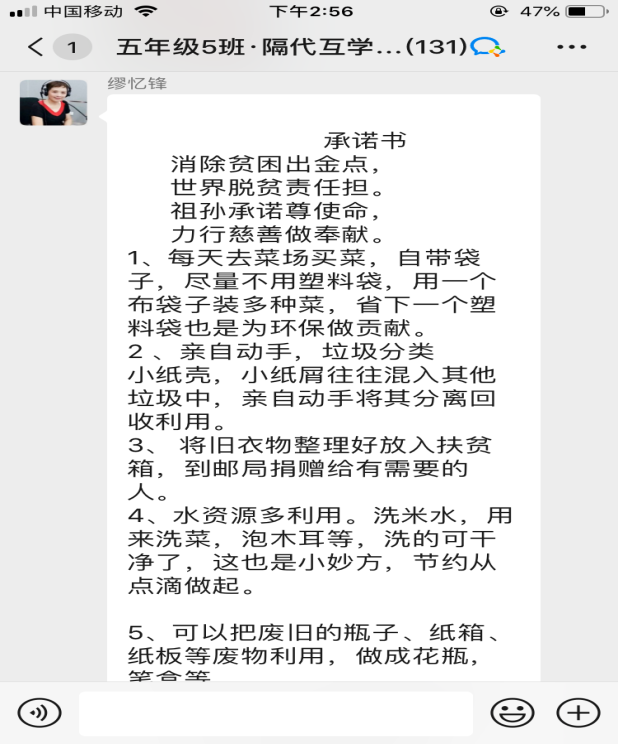 中国移动 下午2:56 47%
1 五年级5班·隔代互学...(131)
缪忆锋
承诺书
消除贫困出金点，
世界脱贫责任担。
祖孙承诺尊使命，
力行慈善做奉献。
1、每天去菜场买菜，自带袋
子，尽量不用塑料袋，用一个
布袋子装多种菜，省下一个塑
料袋也是为环保做贡献。
2 、亲自动手，垃圾分类
小纸壳，小纸屑往往混入其他
垃圾中，亲自动手将其分离回
收利用。
3、 将旧衣物整理好放入扶贫
箱，到邮局捐赠给有需要的
人。
4、水资源多利用。洗米水，用
来洗菜，泡木耳等，洗的可干
净了，这也是小妙方，节约从
点滴做起。
5、可以把废旧的瓶子、纸箱、
纸板等废物利用，做成花瓶，
笔盒等